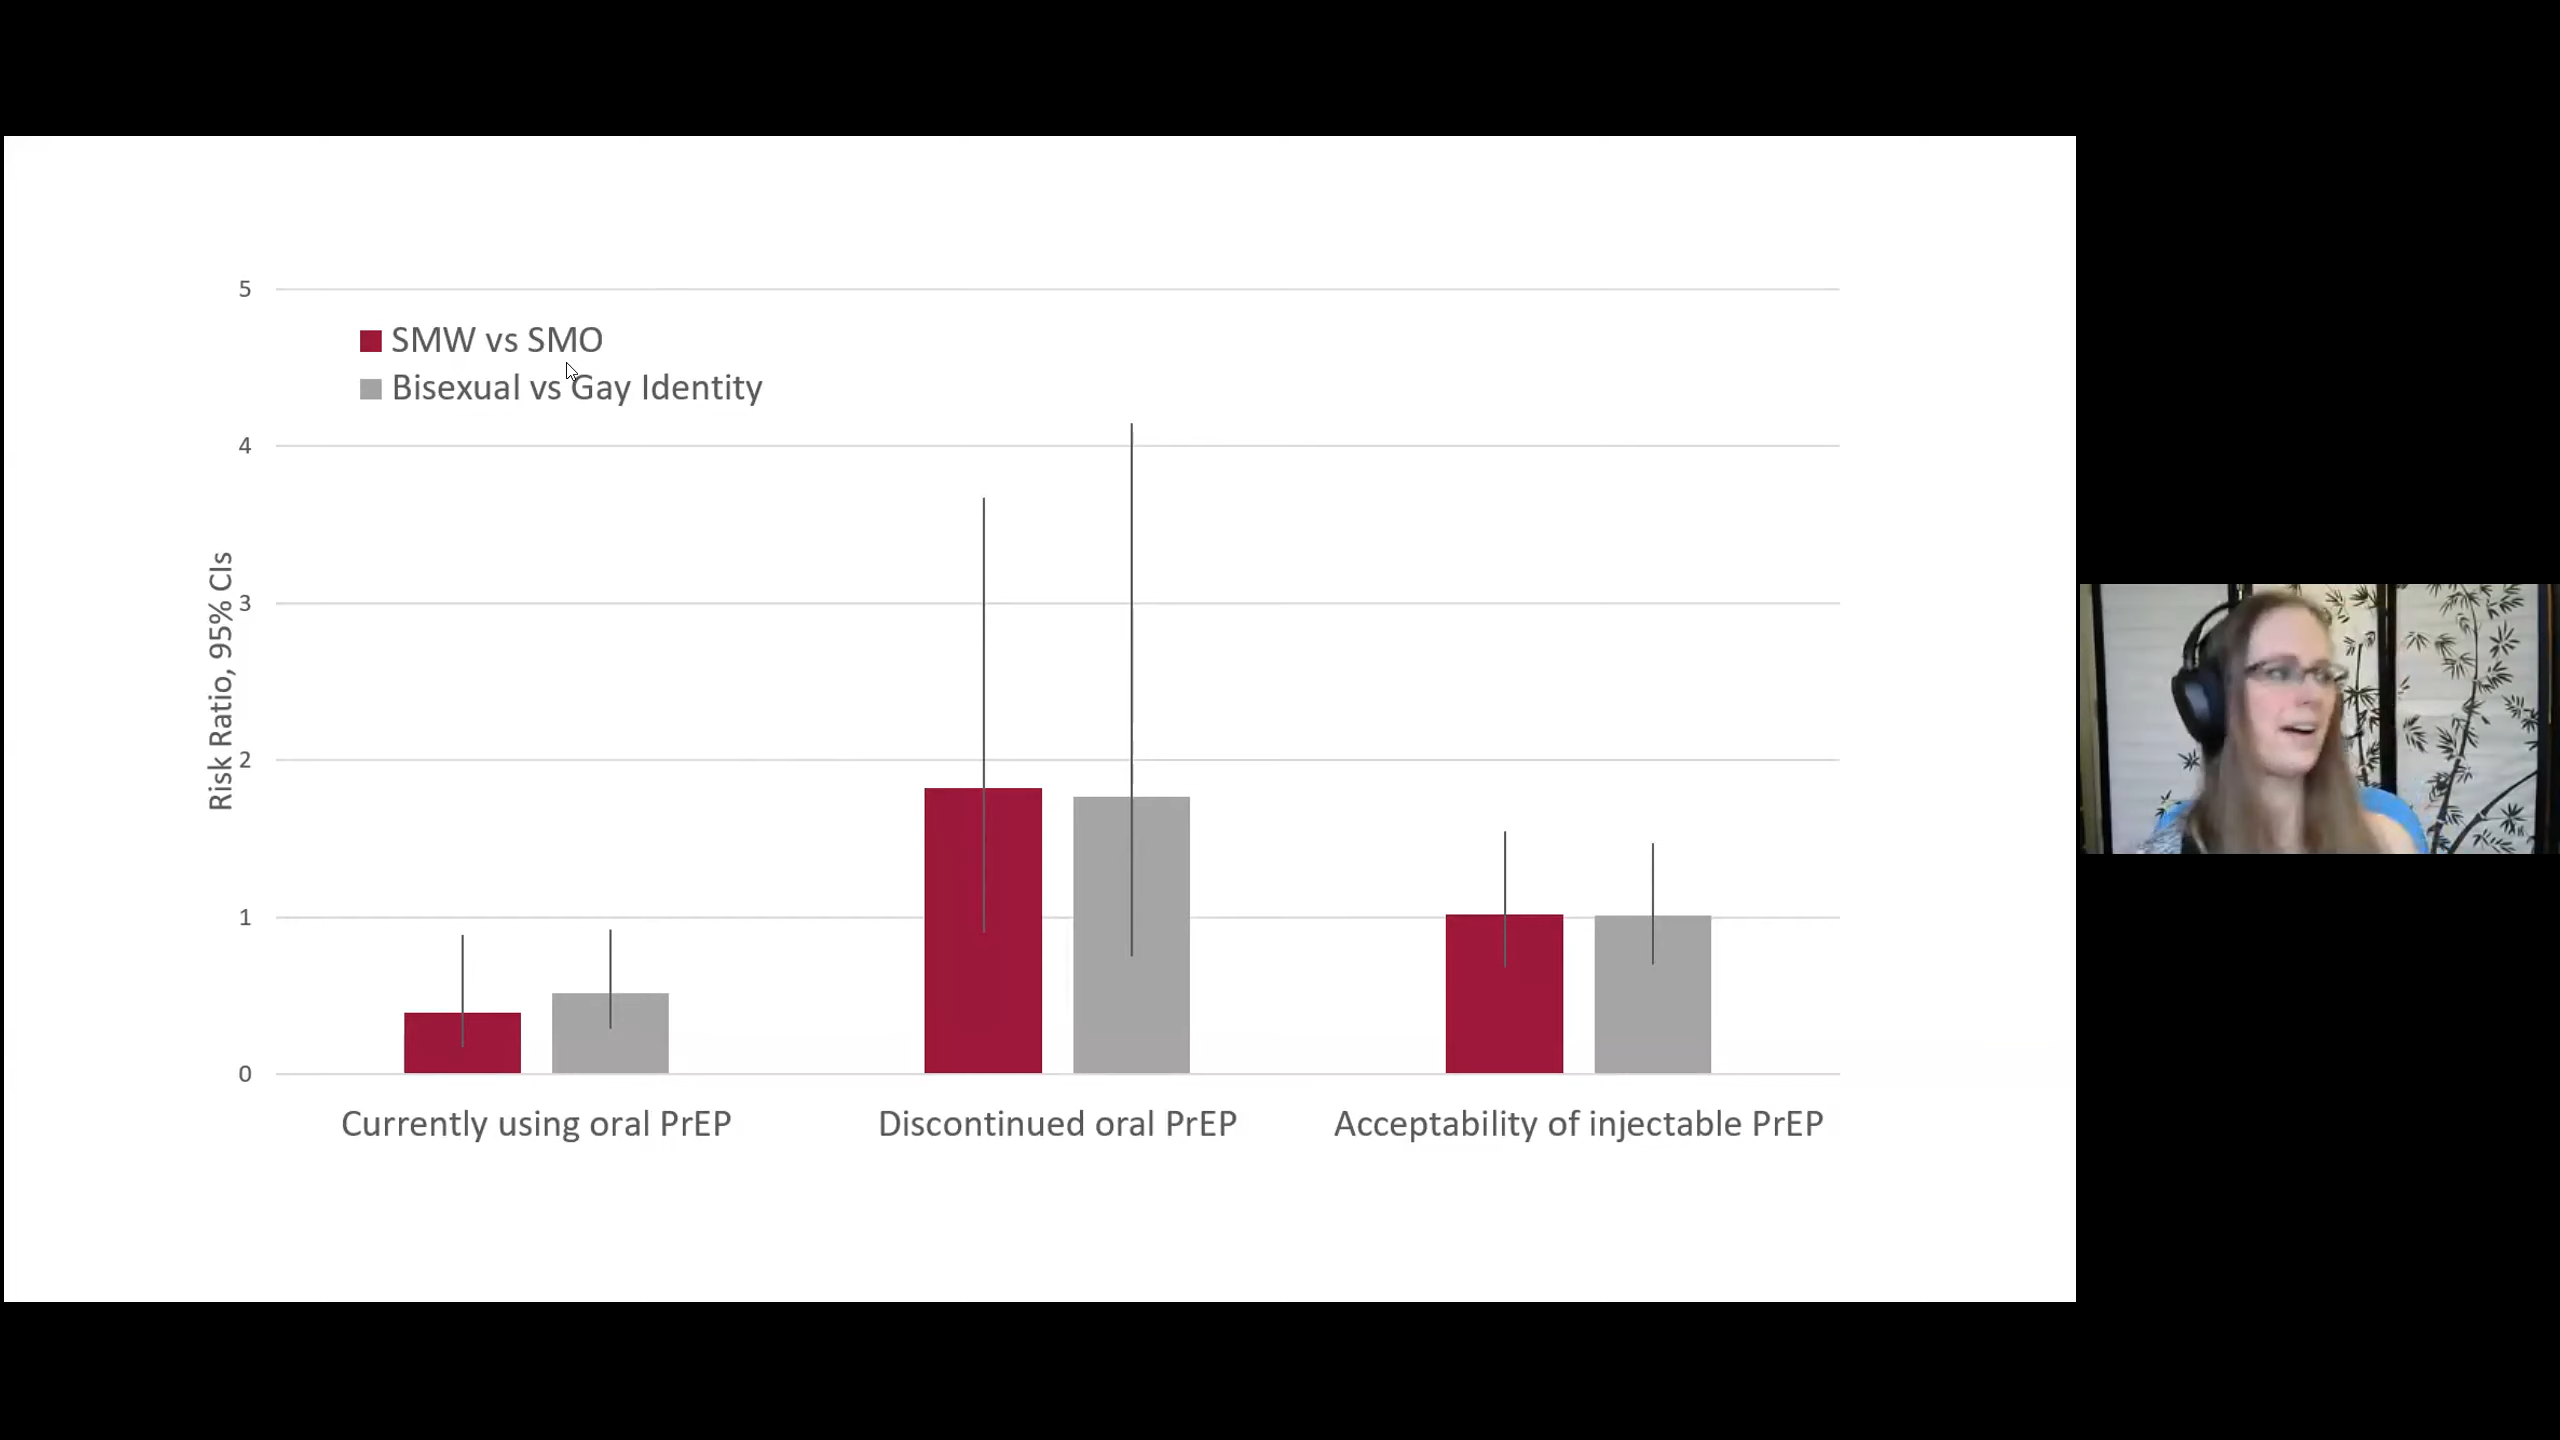 5
SMW vs SMO
Bisexual vs Gay Identity
4
3
2
1
0
Risk Ratio, 95% CIs
Currently using oral PrEP
Discontinued oral PrEP
Acceptability of injectable PrEP